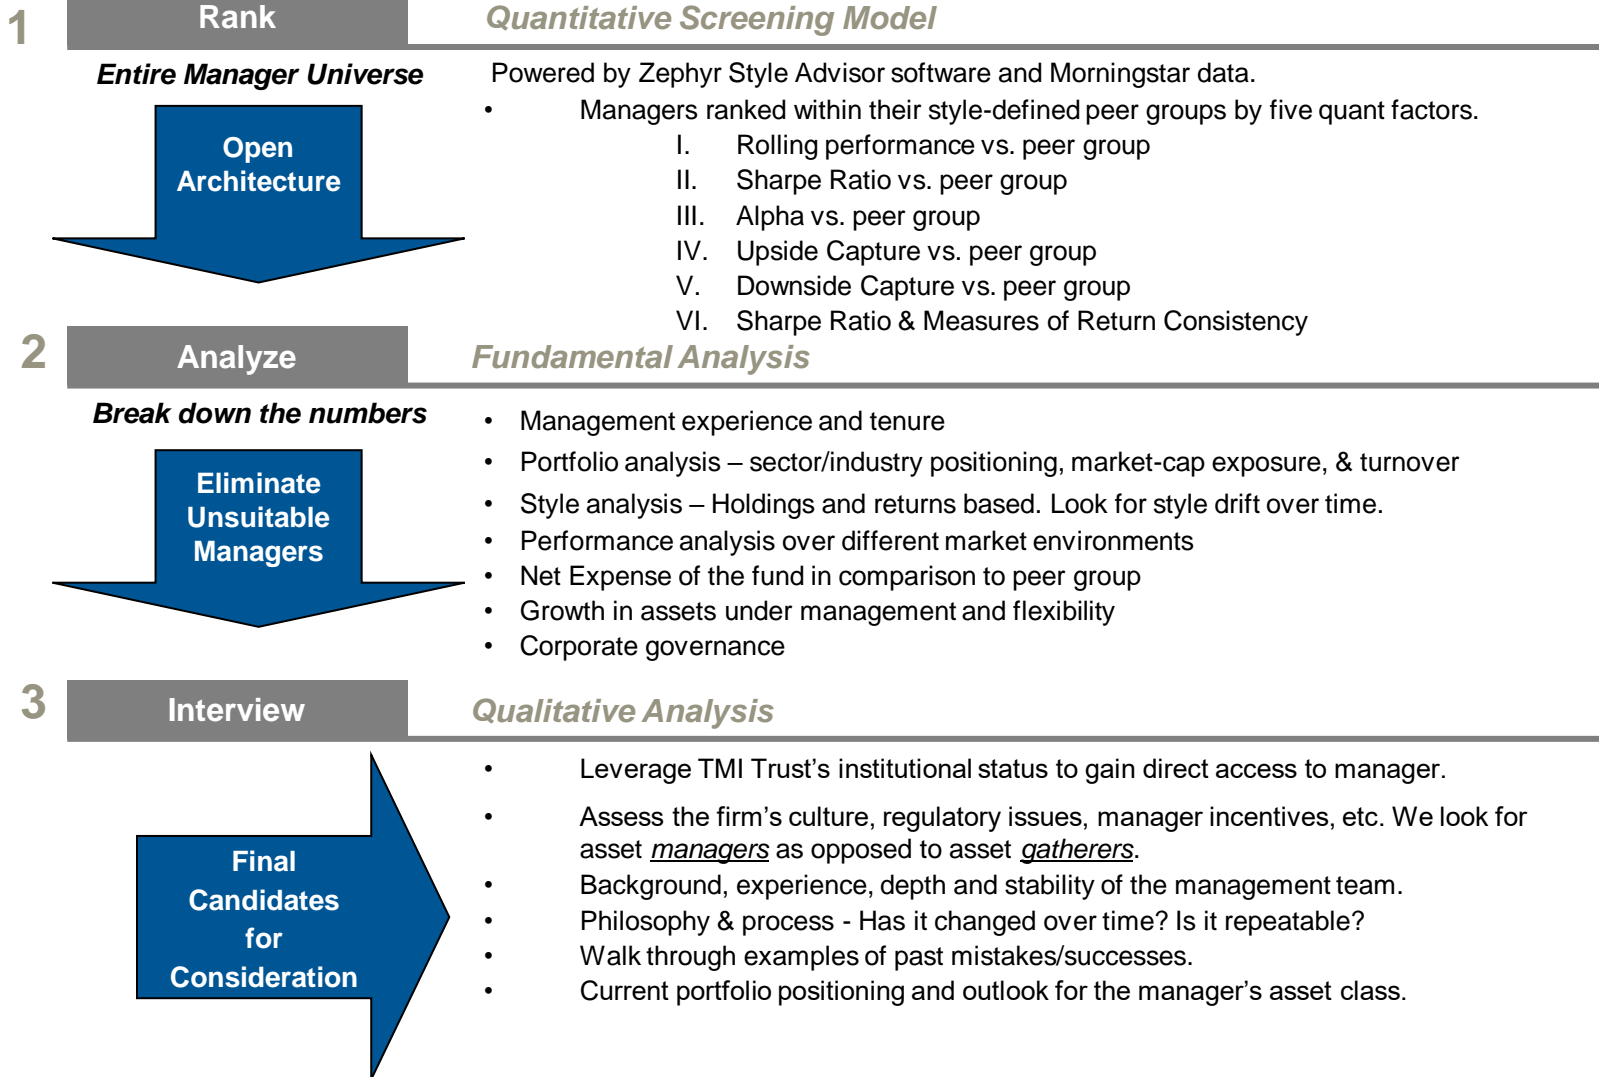 1
Rank
Quantitative Screening Model
Entire Manager Universe
Open
Architecture
Powered by Zephyr Style Advisor software and Morningstar data.
• Managers ranked within their style-defined peer groups by five quant factors.
I. Rolling performance vs. peer group
II. Sharpe Ratio vs. peer group
III. Alpha vs. peer group
IV. Upside Capture vs. peer group
V. Downside Capture vs. peer group
VI. Sharpe Ratio & Measures of Return Consistency
2
Analyze
Fundamental Analysis
Break down the numbers
Eliminate
Unsuitable
Managers
• Management experience and tenure
• Portfolio analysis – sector/industry positioning, market-cap exposure, & turnover
• Style analysis – Holdings and returns based. Look for style drift over time.
• Performance analysis over different market environments
• Net Expense of the fund in comparison to peer group
• Growth in assets under management and flexibility
• Corporate governance
3
Interview
Qualitative Analysis
Final
Candidates
for
Consideration
• Leverage TMI Trust’s institutional status to gain direct access to manager.
• Assess the firm’s culture, regulatory issues, manager incentives, etc. We look for
asset managers as opposed to asset gatherers.
• Background, experience, depth and stability of the management team.
• Philosophy & process - Has it changed over time? Is it repeatable?
• Walk through examples of past mistakes/successes.
• Current portfolio positioning and outlook for the manager’s asset class.